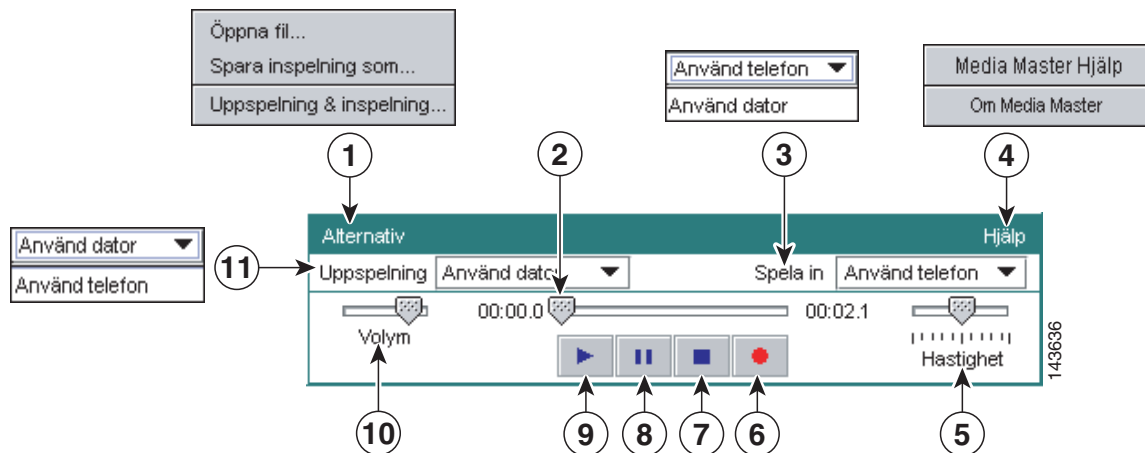 Öppna fil...
Spara inspelning som...
Uppspelning & inspelning...
Använd telefon
Använd dator
Media Master Hjälp
Om Media Master
1
2
3
4
Använd dator
Använd telefon
11
Alternativ
Hjälp
Uppspelning
Använd dator
Spela in
Använd telefon
00:00.0
00:02.1
Volym
Hastighet
143636
10
9
8
7
6
5